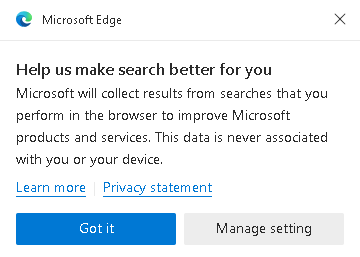 Microsoft Edge
Help us make search better for you
Microsoft will collect results from searches that you
perform in the browser to improve Microsoft
products and services. This data is never associated
with you or your device.
Learn more | Privacy statement
Got it
Manage setting